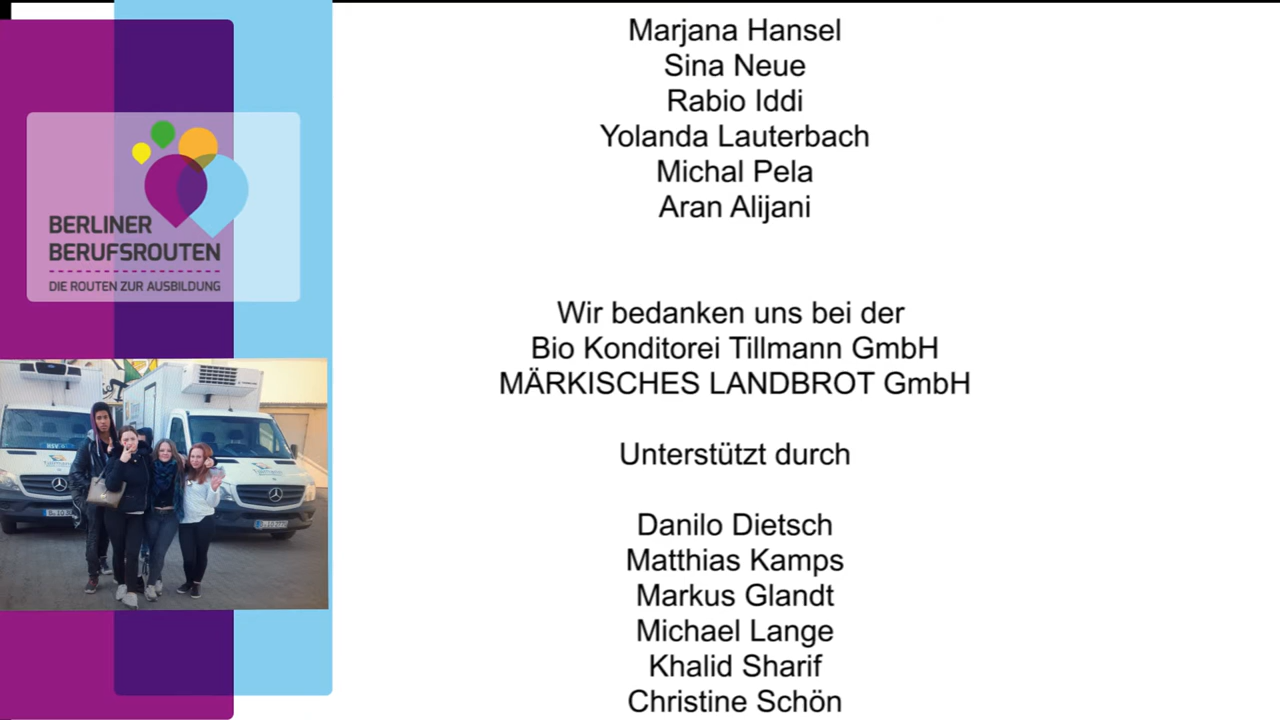 BERLINER
BERUFSROUTEN
DIE ROUTEN ZUR AUSBILDUNG
Marjana Hansel
Sina Neue
Rabio Iddi
Yolanda Lauterbach
Michal Pela
Aran Alijani
Wir bedanken uns bei der
Bio Konditorei Tillmann GmbH
MÄRKISCHES LANDBROT GmbH
Unterstützt durch
Danilo Dietsch
Matthias Kamps
Markus Glandt
Michael Lange
Khalid Sharif
Christine Schön